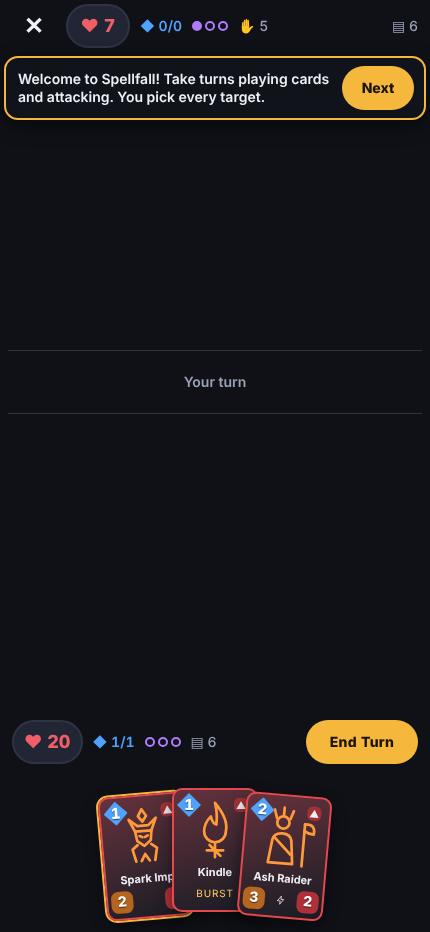 7
0/0
5
6
Welcome to Spellfall! Take turns playing cards
and attacking. You pick every target.
Next
Your turn
20
1/1
6
End Turn
1
Spark Imp
2
1
Kindle
BURST
2
Ash Raider
3
2